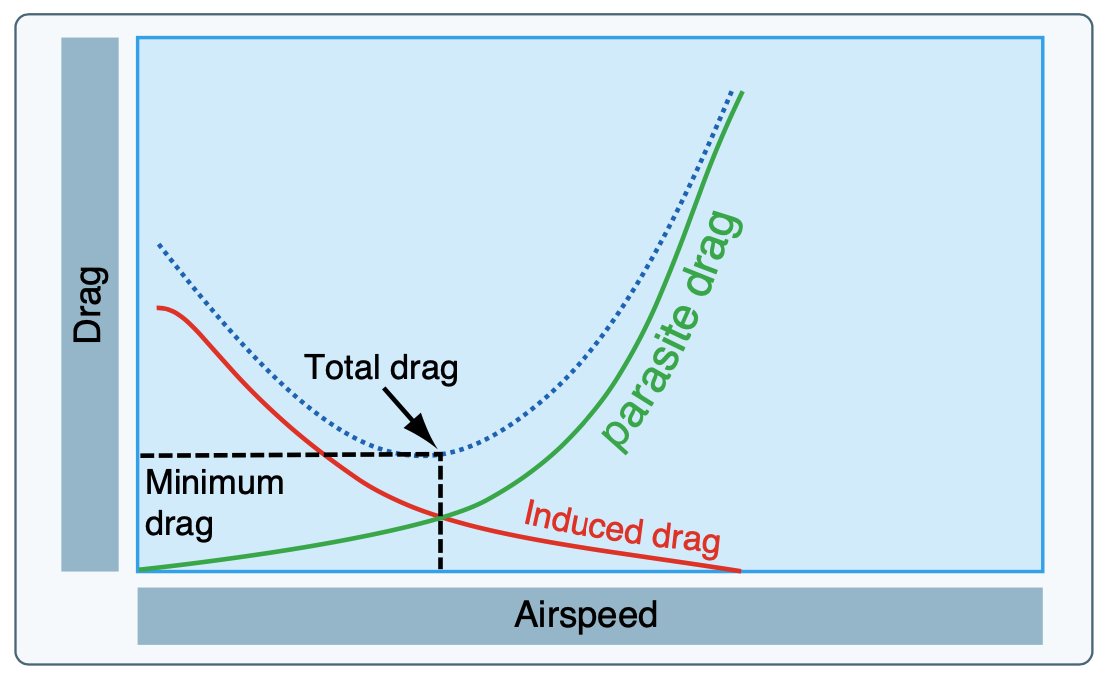 Drag
Total drag
Minimum
drag
parasite drag
Induced drag
Airspeed